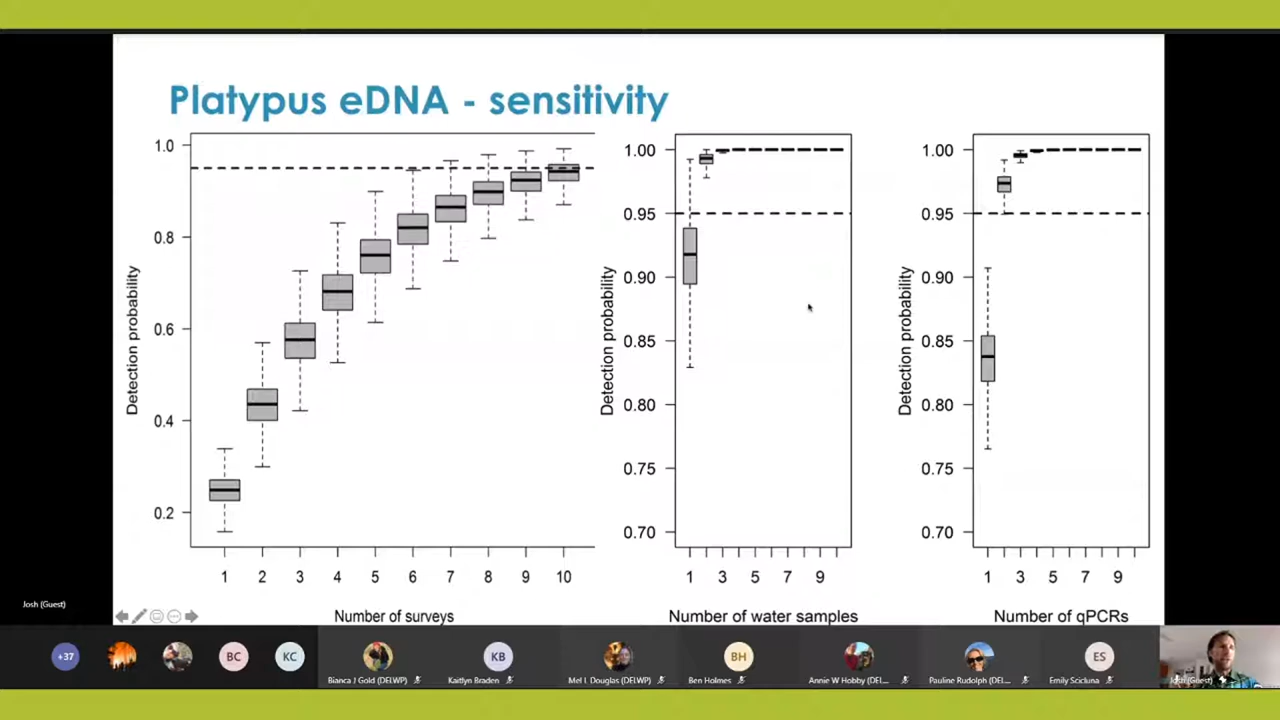 Platypus eDNA - sensitivity
1.0
0.8
0.6
0.4
0.2
Detection probability
1 2 3 4 5 6 7 8 9 10
Number of surveys
1.00
0.95
0.90
0.85
0.80
0.75
0.70
Detection probability
1 3 5 7 9
Number of water samples
1.00
0.95
0.90
0.85
0.80
0.75
0.70
Detection probability
1 3 5 7 9
Number of qPCRs
Josh (Guest)
+37
BC
KC
Bianca J Gold (DELWP)
KB
Kaitlyn Braden
Mel L Douglas (DELWP)
BH
Ben Holmes
Annie W Hobby (DEL...
Pauline Rudolph (DEL...
ES
Emily Scicluna
Josh (Guest)